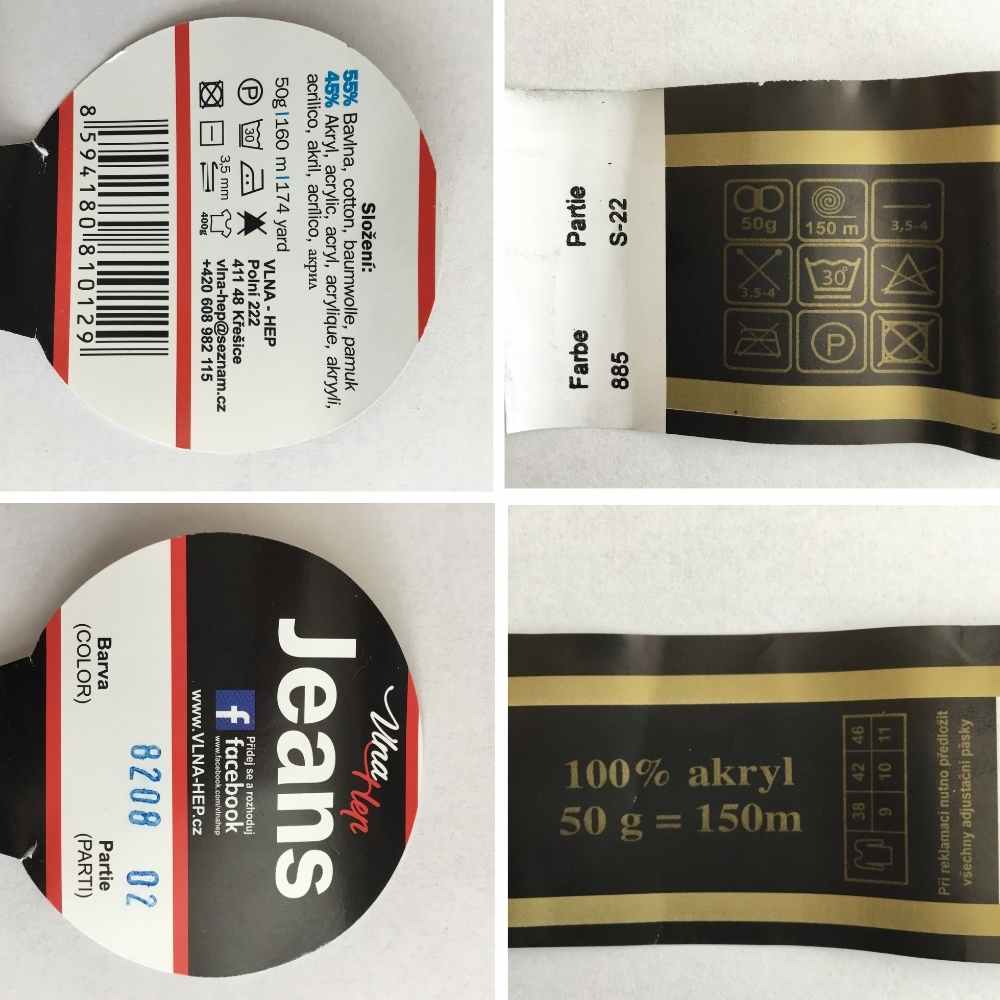 Složení:
55% Bavlna, cotton, baumwolle, pamuk
45% Akryl, acrylic, acryl, acrylique, akryyli,
acrílico, akril, acrilico, акрил
50g | 160 m | 174 yard
P
30
3,5 mm
400g
VLNA - HEP
Polní 222
411 48 Křešice
vlna-hep@seznam.cz
+420 608 982 115
8 594180 810129
Partie
S-22
Farbe
885
50g
150 m
3,5-4
3,5-4
30°
P
Vlna Hep
Jeans
Přidej se a rozhoduj
facebook
www.facebook.com/vlnahep
www.VLNA-HEP.cz
Barva
(COLOR)
8208
Partie
(PARTI)
02
100% akryl
50 g = 150m
38 42 46
9 10 11
Při reklamaci nutno předložit
všechny adjustační pásky